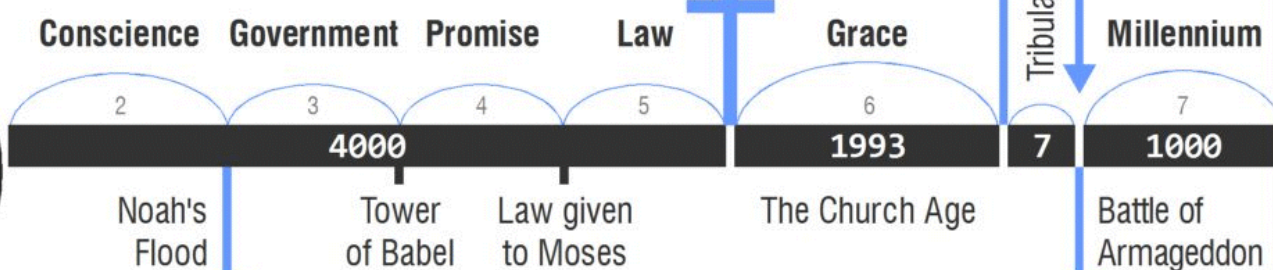 Conscience Government Promise Law Grace Tribula Millennium
2 3 4 5 6 7
4000 1993 7 1000
Noah's Tower Law given The Church Age Battle of
Flood of Babel to Moses Armageddon